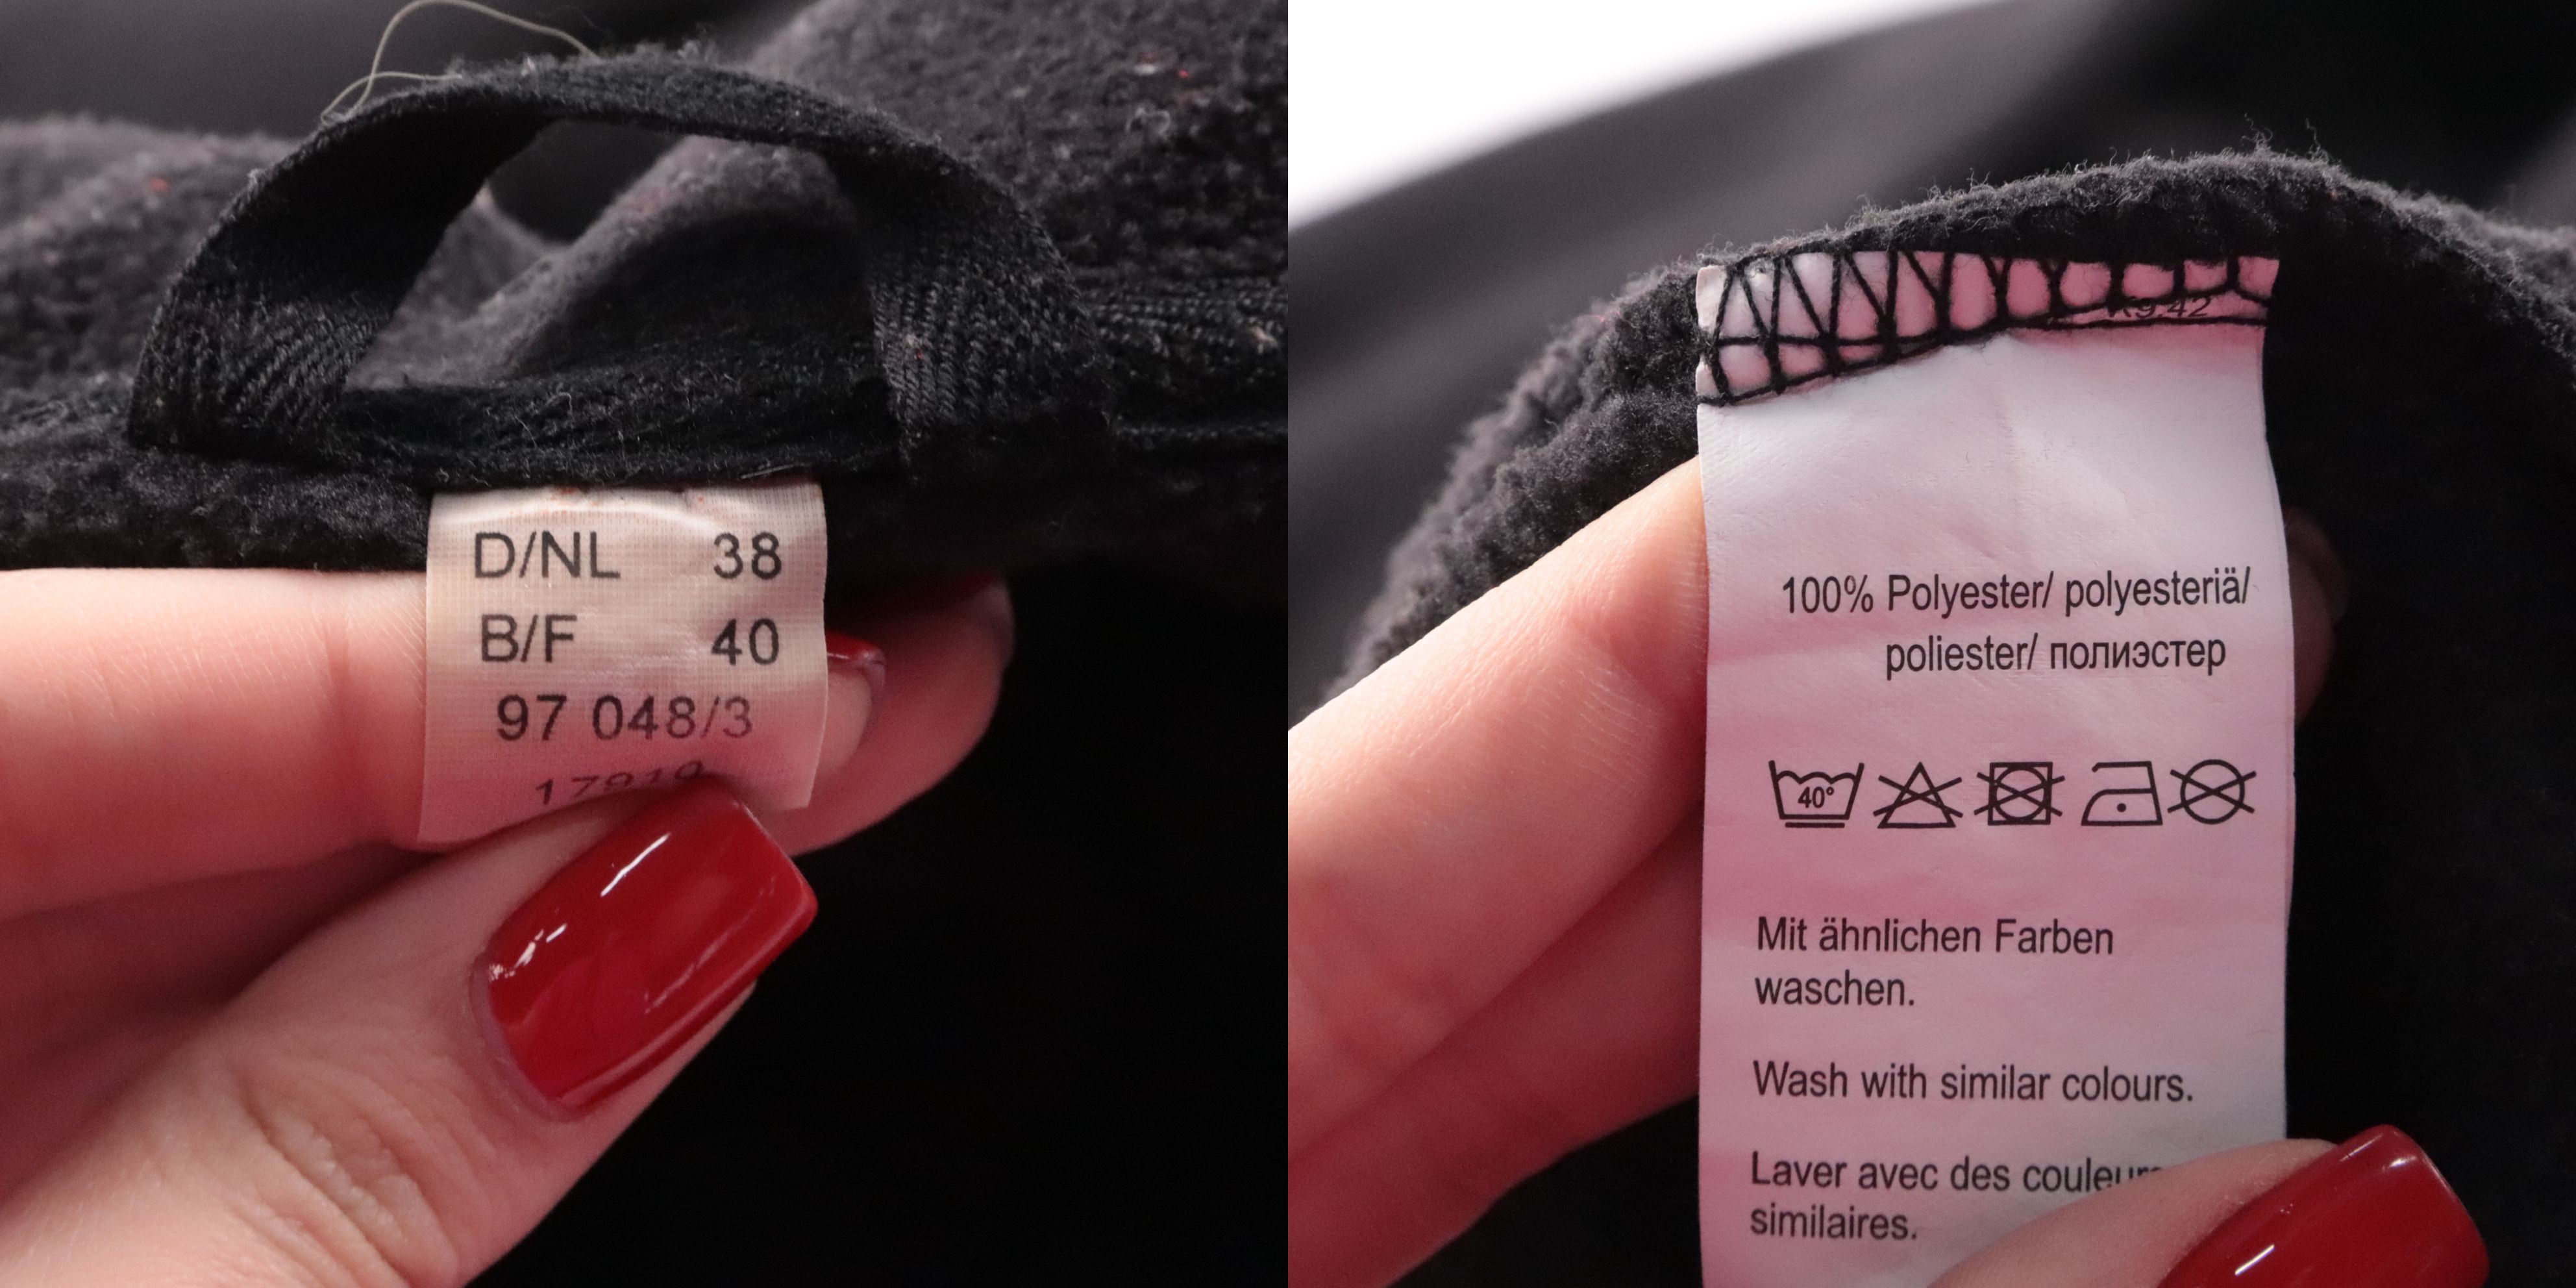 D/NL 38
B/F 40
97 048/3
100% Polyester/ polyesteriä/
poliester/ полиэстер
40°
Mit ähnlichen Farben
waschen.
Wash with similar colours.
Laver avec des
similaires.